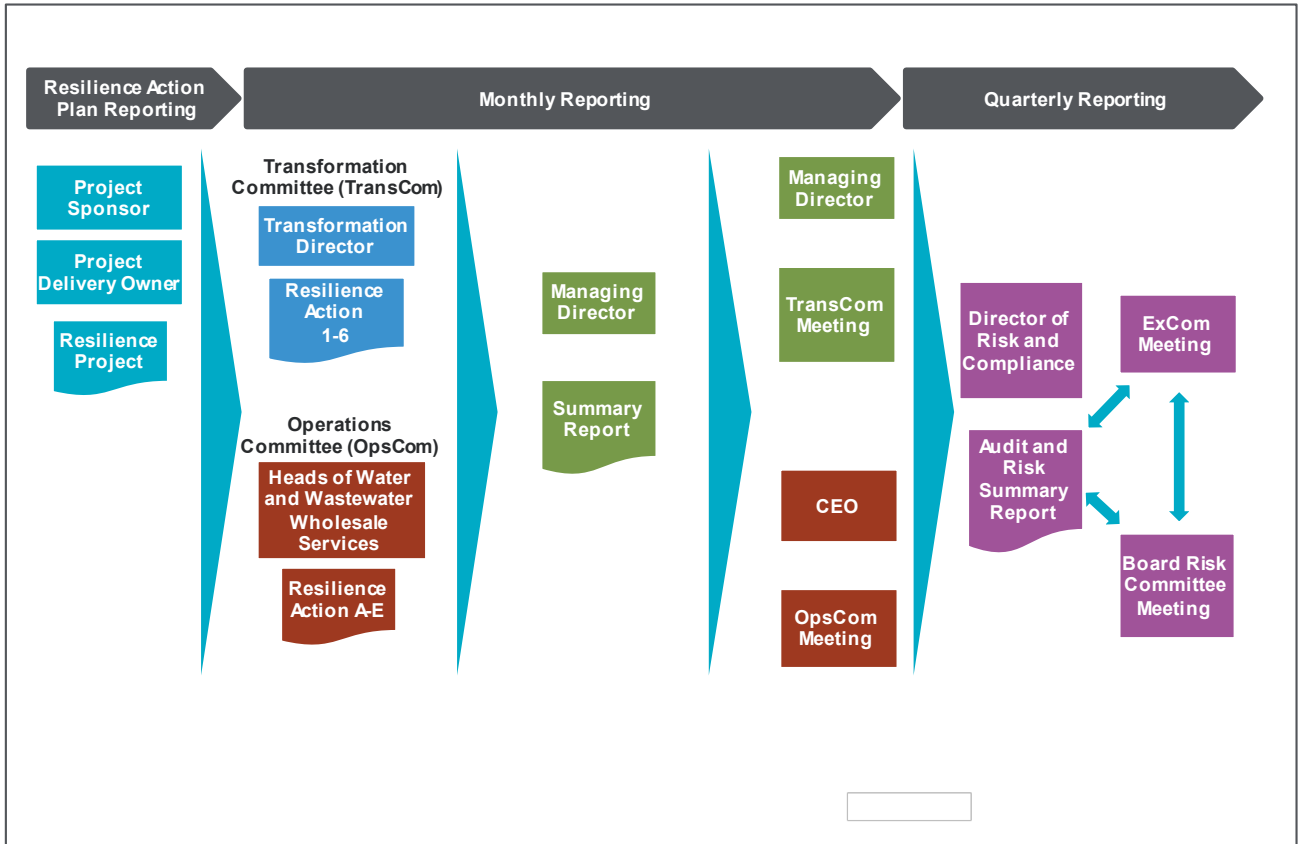 Resilience Action
Plan Reporting
Monthly Reporting
Quarterly Reporting
Project
Sponsor
Project
Delivery Owner
Resilience
Project
Transformation
Committee (TransCom)
Transformation
Director
Resilience
Action
1-6
Operations
Committee (OpsCom)
Heads of Water
and Wastewater
Wholesale
Services
Resilience
Action A-E
Managing
Director
Summary
Report
Managing
Director
TransCom
Meeting
CEO
OpsCom
Meeting
Director of
Risk and
Compliance
Audit and
Risk
Summary
Report
ExCom
Meeting
Board Risk
Committee
Meeting